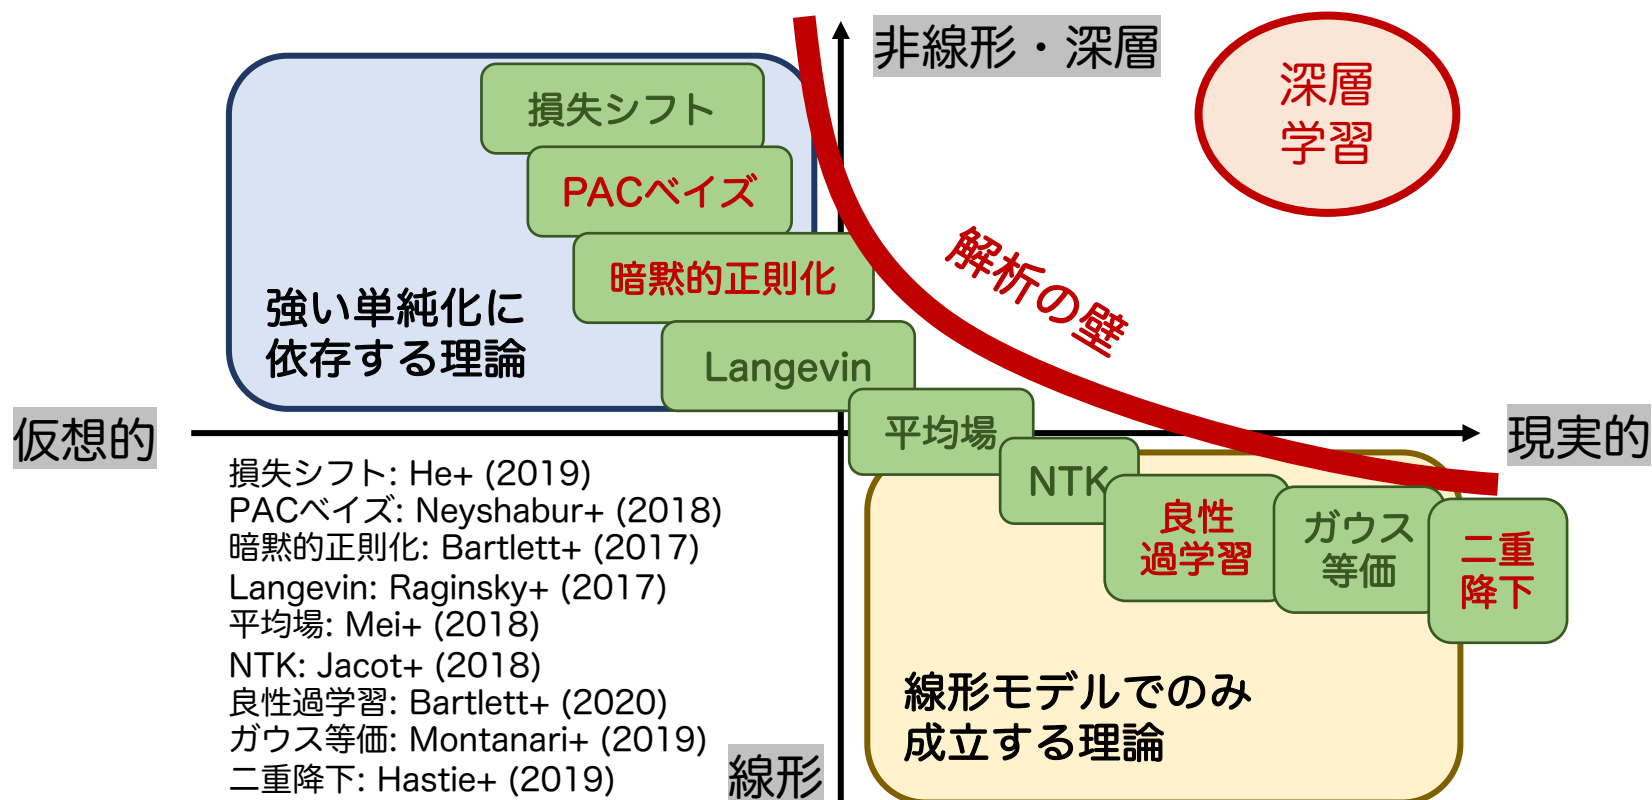 非線形・深層
深層
学習
損失シフト
PACベイズ
暗黙的正則化
解析の壁
強い単純化に
依存する理論
Langevin
仮想的
平均場
現実的
NTK
良性
過学習
ガウス
等価
二重
降下
損失シフト: He+ (2019)
PACベイズ: Neyshabur+ (2018)
暗黙的正則化: Bartlett+ (2017)
Langevin: Raginsky+ (2017)
平均場: Mei+ (2018)
NTK: Jacot+ (2018)
良性過学習: Bartlett+ (2020)
ガウス等価: Montanari+ (2019)
二重降下: Hastie+ (2019)
線形モデルでのみ
成立する理論
線形